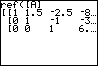 ref([A]
[[1 1.5 -2.5 -8…
[0 1 -1 -3…
[0 0 1 6.…